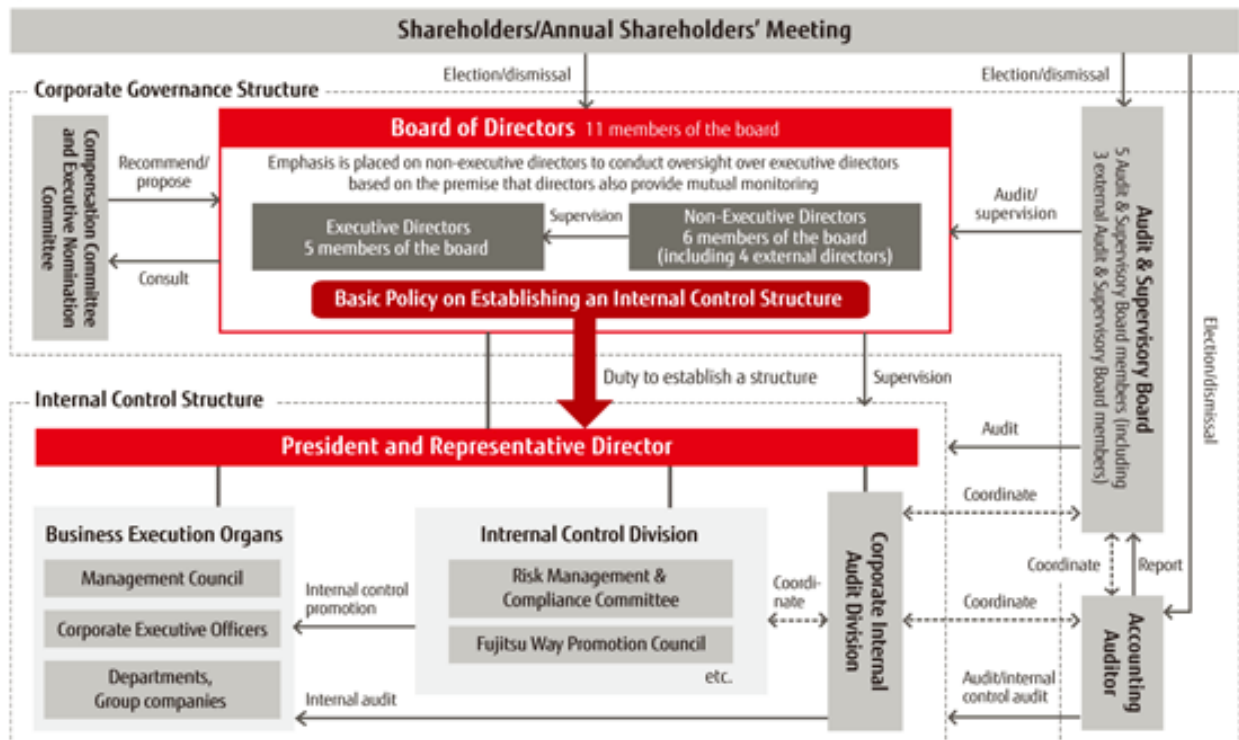 Shareholders/Annual Shareholders' Meeting
Election/dismissal
Election/dismissal
Corporate Governance Structure
Compensation Committee
and Executive Nomination
Committee
Recommend/
propose
Consult
Board of Directors 11 members of the board
Emphasis is placed on non-executive directors to conduct oversight over executive directors
based on the premise that directors also provide mutual monitoring
Executive Directors
5 members of the board
Supervision
Non-Executive Directors
6 members of the board
(including 4 external directors)
Basic Policy on Establishing an Internal Control Structure
Audit/
supervision
Audit & Supervisory Board
5 Audit & Supervisory Board members (including
3 external Audit & Supervisory Board members)
Election/dismissal
Duty to establish a structure
Supervision
Internal Control Structure
President and Representative Director
Audit
Coordinate
Business Execution Organs
Management Council
Corporate Executive Officers
Departments,
Group companies
Internal control
promotion
Intrernal Control Division
Risk Management &
Compliance Committee
Fujitsu Way Promotion Council
etc.
Coordi-
nate
Corporate Internal
Audit Division
Coordinate
Report
Coordinate
Accounting
Auditor
Internal audit
Audit/internal
control audit